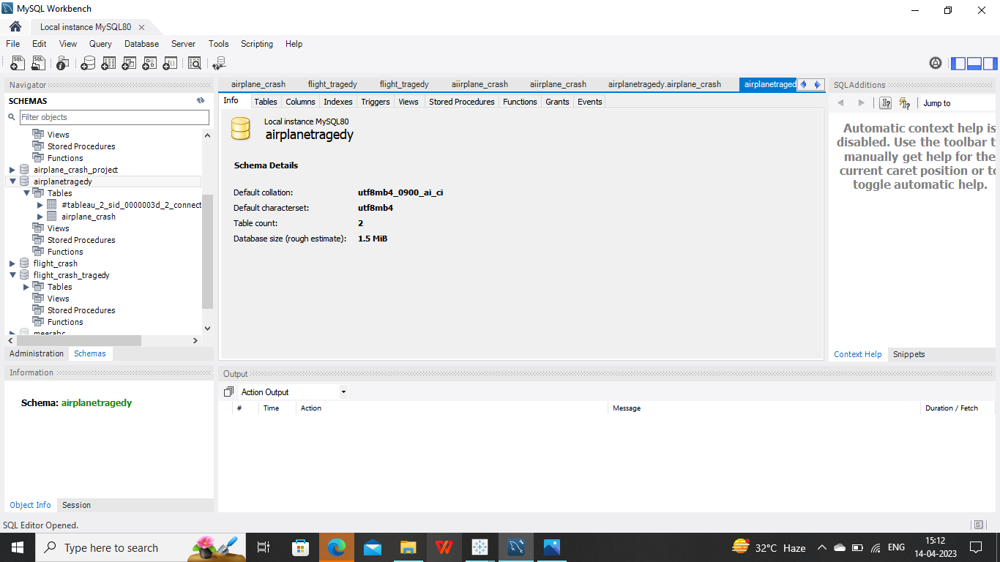 MySQL Workbench
Local instance MySQL80
File Edit View Query Database Server Tools Scripting Help
Navigator
SCHEMAS
Filter objects
Views
Stored Procedures
Functions
airplane_crash_project
airplanetragedy
Tables
#tableau_2_sid_0000003d_2_connect
airplane_crash
Views
Stored Procedures
Functions
flight_crash
flight_crash_tragedy
Tables
Views
Stored Procedures
Functions
Administration Schemas
Information
Schema: airplanetragedy
Object Info Session
airplane_crash flight_tragedy flight_tragedy aiirplane_crash aiirplane_crash airplanetragedy.airplane_crash airplanetraged
Info Tables Columns Indexes Triggers Views Stored Procedures Functions Grants Events
Local instance MySQL80
airplanetragedy
Schema Details
Default collation: utf8mb4_0900_ai_ci
Default characterset: utf8mb4
Table count: 2
Database size (rough estimate): 1.5 MiB
SQLAdditions
Jump to
Automatic context help is
disabled. Use the toolbar t
manually get help for the
current caret position or to
toggle automatic help.
Context Help Snippets
Output
Action Output
# Time Action Message Duration / Fetch
SQL Editor Opened.
Type here to search
32°C Haze
ENG
15:12
14-04-2023